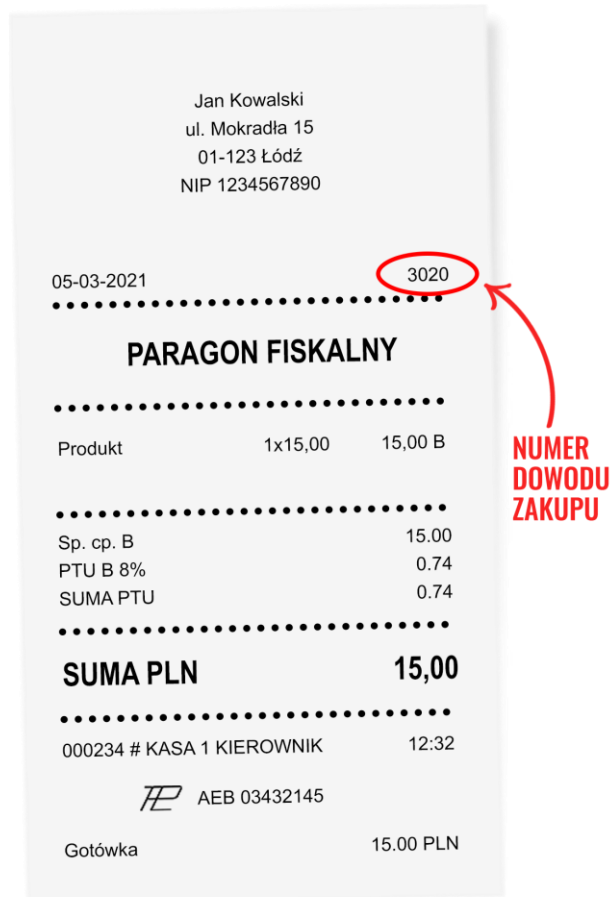 Jan Kowalski
ul. Mokradła 15
01-123 Łódź
NIP 1234567890
05-03-2021 3020
PARAGON FISKALNY
Produkt 1x15,00 15,00 B
NUMER
DOWODU
ZAKUPU
Sp. cp. B 15.00
PTU B 8% 0.74
SUMA PTU 0.74
SUMA PLN 15,00
000234 # KASA 1 KIEROWNIK 12:32
AEB 03432145
Gotówka 15.00 PLN